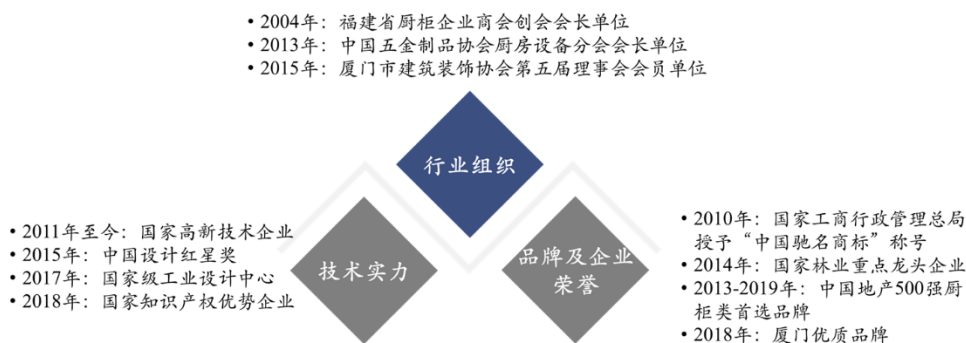 • 2004年：福建省厨柜企业商会创会会长单位
• 2013年：中国五金制品协会厨房设备分会会长单位
• 2015年：厦门市建筑装饰协会第五届理事会会员单位
行业组织
• 2011年至今：国家高新技术企业
• 2015年：中国设计红星奖
• 2017年：国家级工业设计中心
• 2018年：国家知识产权优势企业
技术实力
品牌及企业
荣誉
• 2010年：国家工商行政管理总局
授予“中国驰名商标”称号
• 2014年：国家林业重点龙头企业
• 2013-2019年：中国地产500强厨
柜类首选品牌
• 2018年：厦门优质品牌